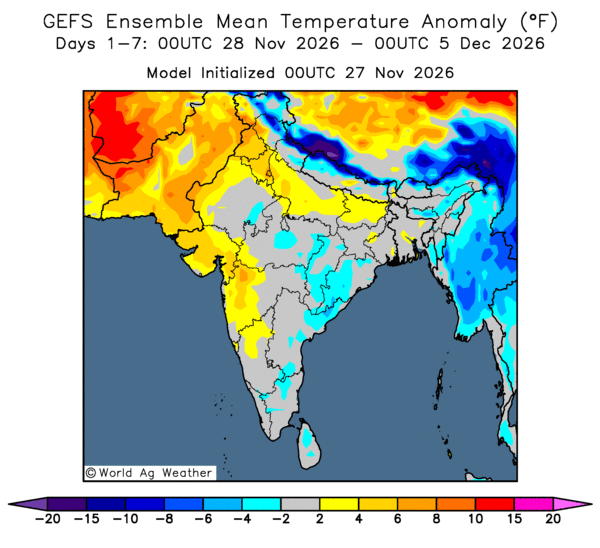 GEFS Ensemble Mean Temperature Anomaly (°F)
Days 1–7: 00UTC 28 Nov 2026 – 00UTC 5 Dec 2026
Model Initialized 00UTC 27 Nov 2026
© World Ag Weather
−20 −15 −10 −8 −6 −4 −2 2 4 6 8 10 15 20